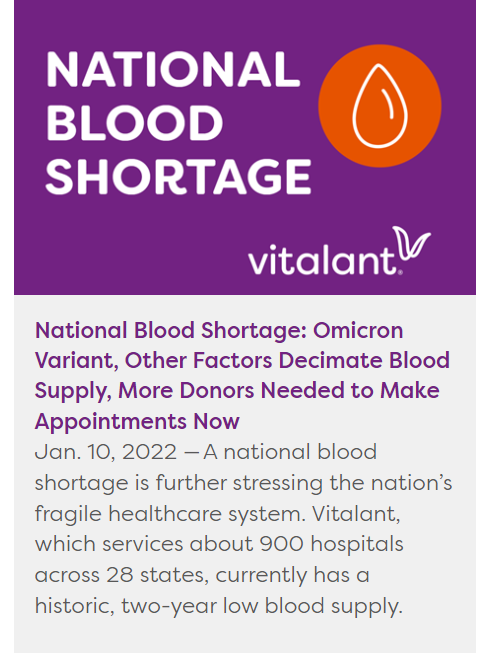 NATIONAL
BLOOD
SHORTAGE
vitalant
National Blood Shortage: Omicron
Variant, Other Factors Decimate Blood
Supply, More Donors Needed to Make
Appointments Now
Jan. 10, 2022 — A national blood
shortage is further stressing the nation's
fragile healthcare system. Vitalant,
which services about 900 hospitals
across 28 states, currently has a
historic, two-year low blood supply.